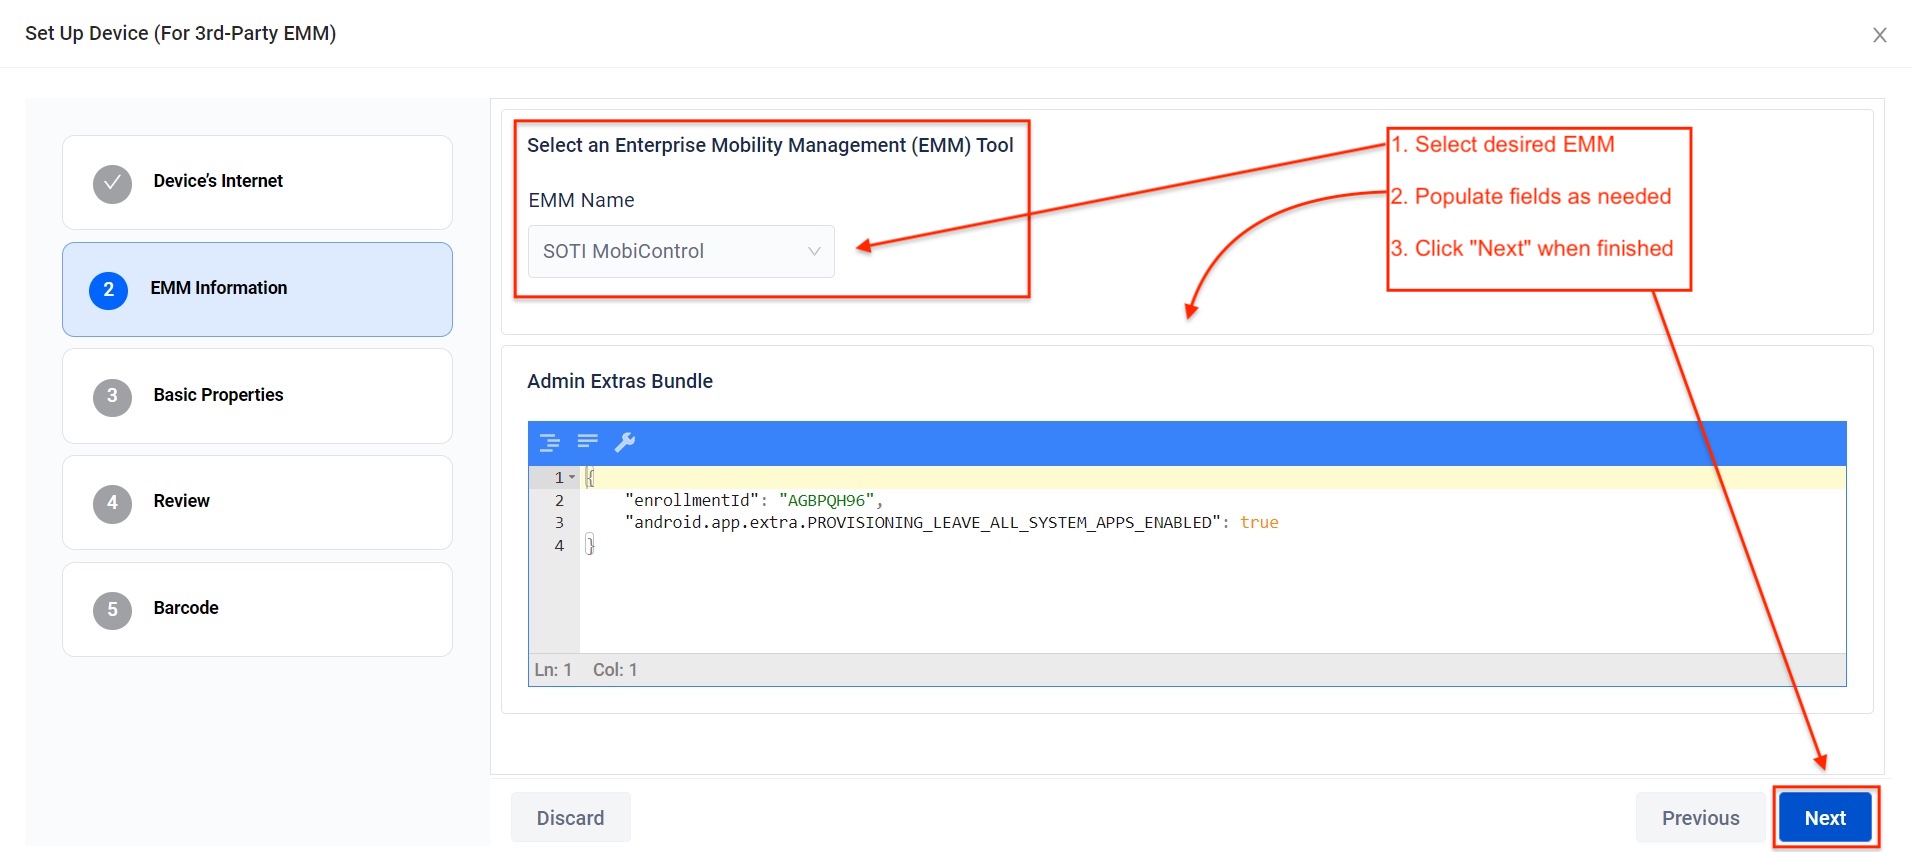 Set Up Device (For 3rd-Party EMM)
X
Device's Internet
2 EMM Information
3 Basic Properties
4 Review
5 Barcode
Select an Enterprise Mobility Management (EMM) Tool
EMM Name
SOTI MobiControl
1. Select desired EMM
2. Populate fields as needed
3. Click "Next" when finished
Admin Extras Bundle
1 {
2 "enrollmentId": "AGBPQH96",
3 "android.app.extra.PROVISIONING_LEAVE_ALL_SYSTEM_APPS_ENABLED": true
4 }
Ln: 1 Col: 1
Discard
Previous
Next